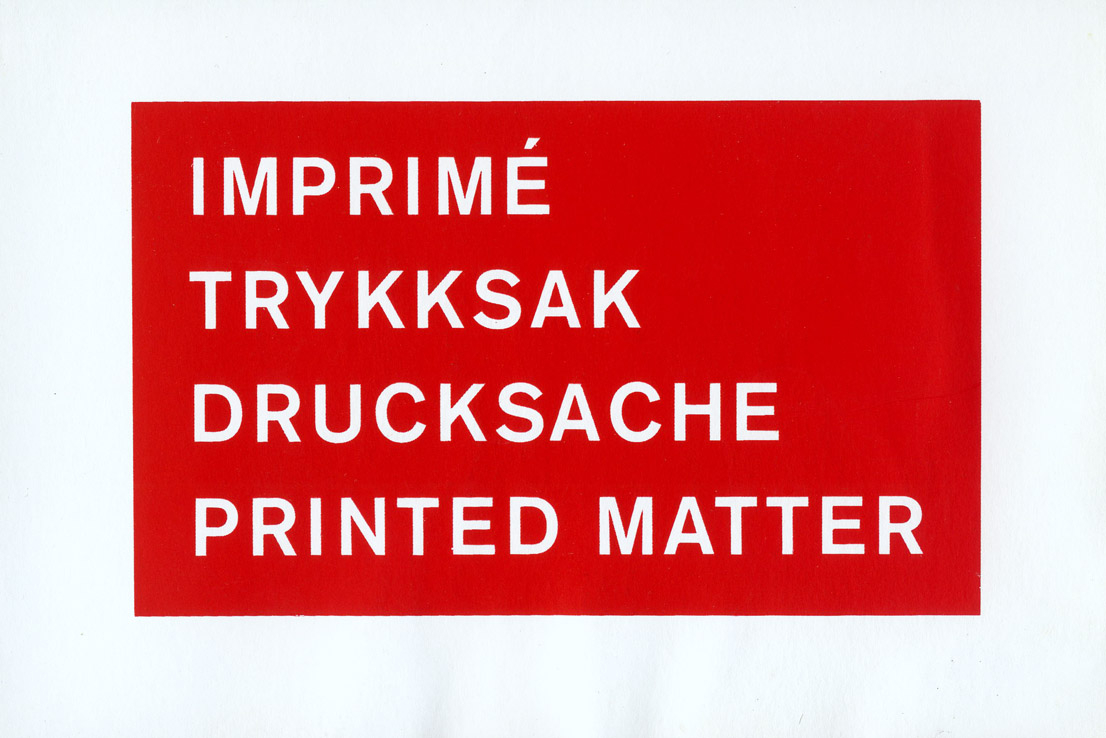 IMPRIMÉ
TRYKKSAK
DRUCKSACHE
PRINTED MATTER